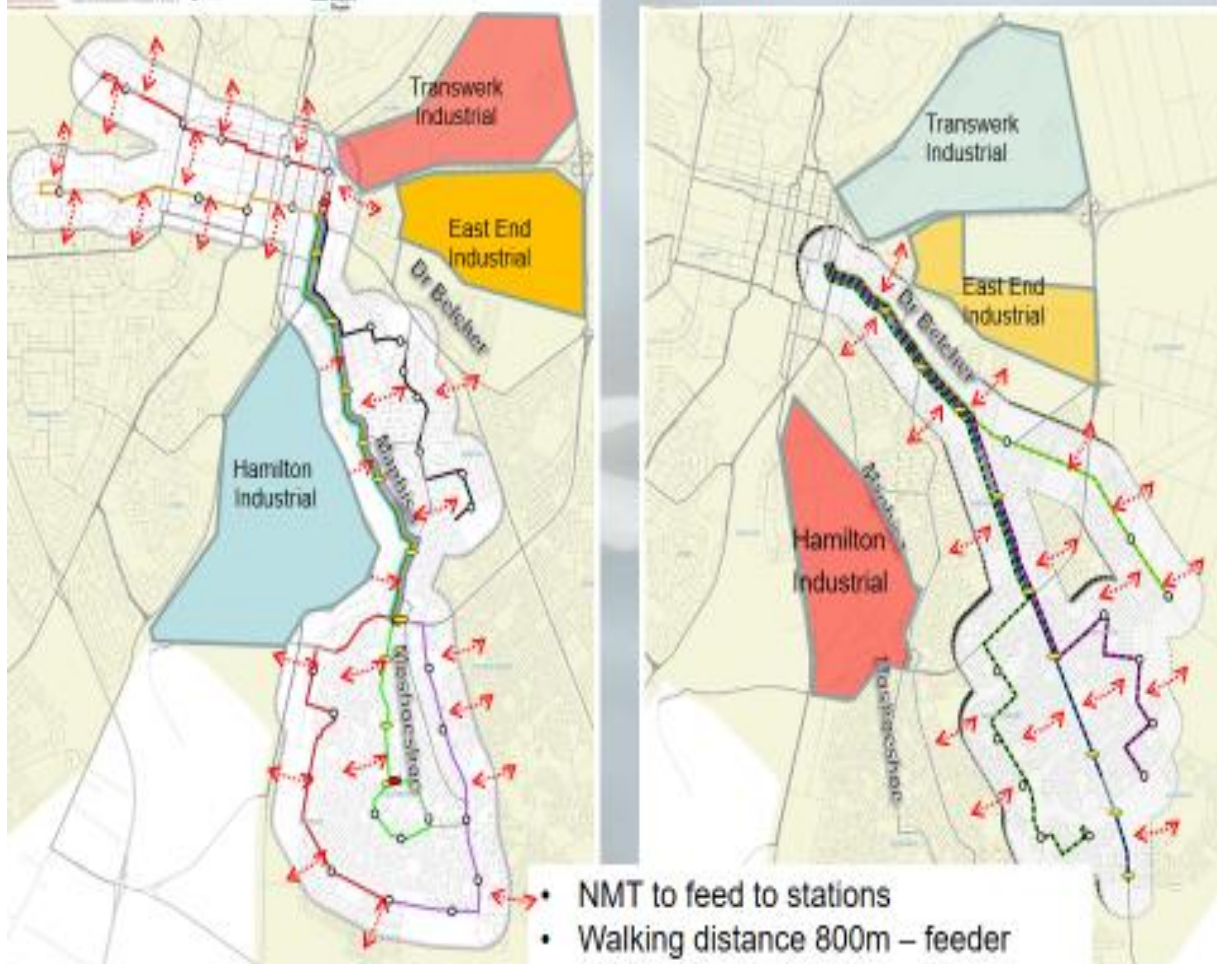 Transwerk
Industrial
East End
Industrial
Dr Belcher
Hamilton
Industrial
Transwerk
Industrial
East End
Industrial
Dr Belcher
Hamilton
Industrial
• NMT to feed to stations
• Walking distance 800m – feeder